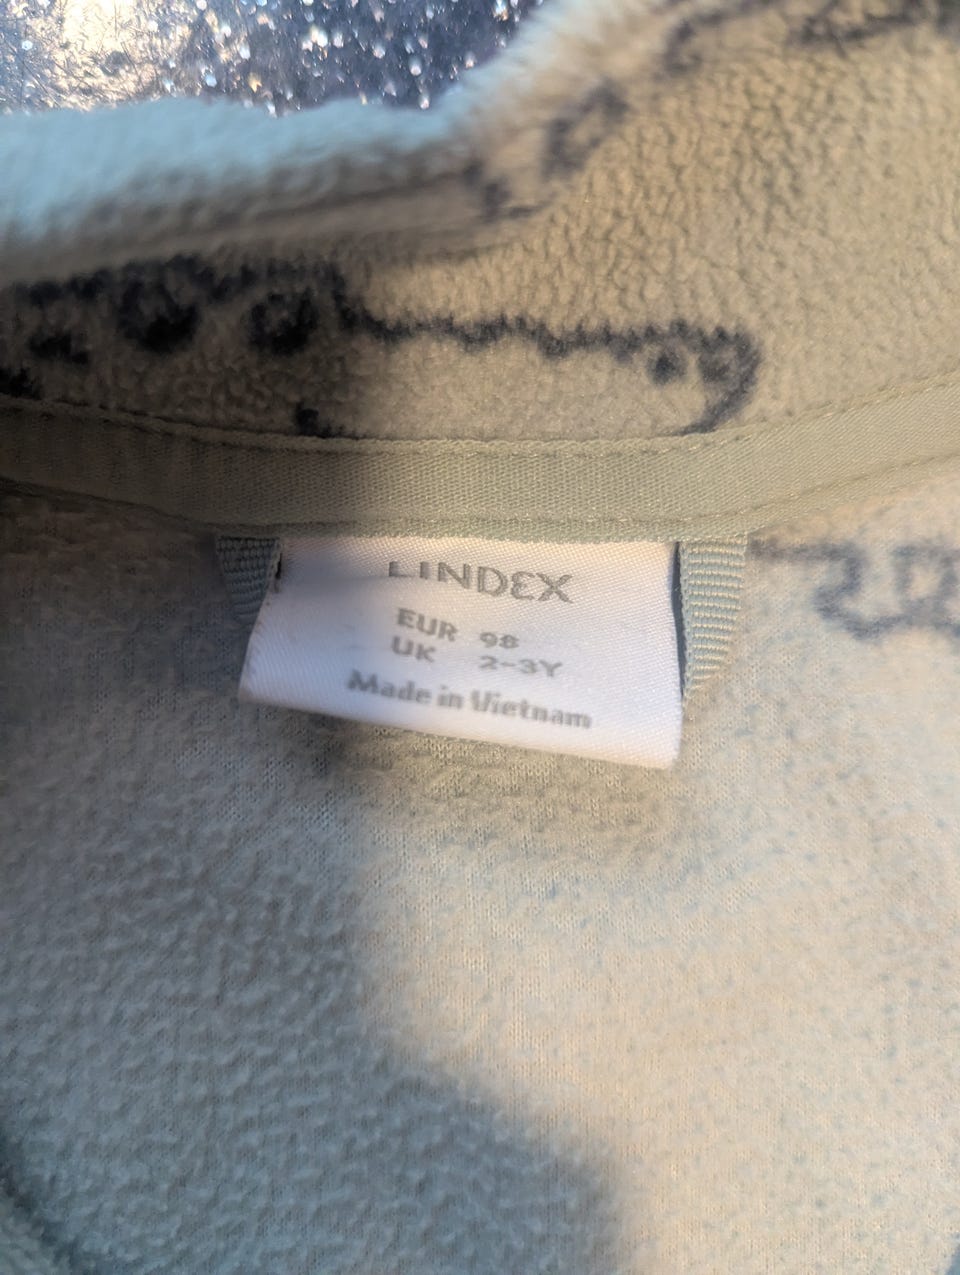 LINDEX
EUR 98
UK 2-3Y
Made in Vietnam